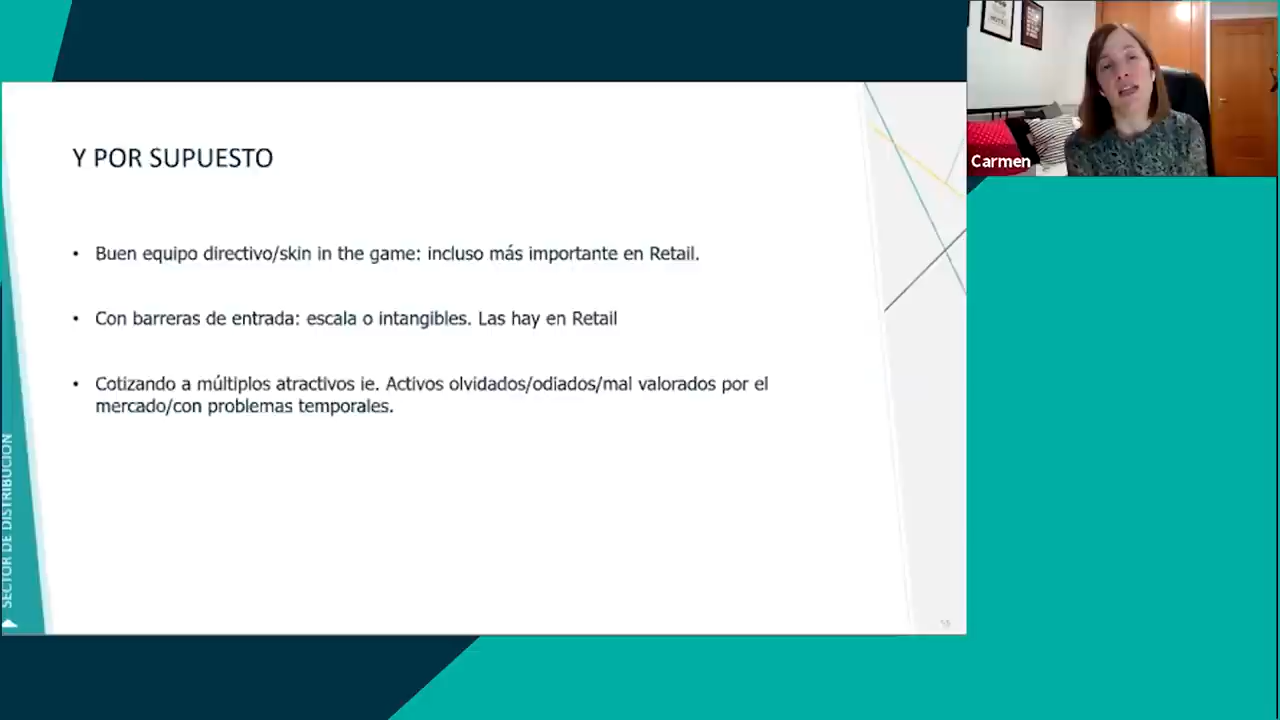 Y POR SUPUESTO
• Buen equipo directivo/skin in the game: incluso más importante en Retail.
• Con barreras de entrada: escala o intangibles. Las hay en Retail
• Cotizando a múltiplos atractivos ie. Activos olvidados/odiados/mal valorados por el
mercado/con problemas temporales.
SECTOR DE DISTRIBUCIÓN
Carmen